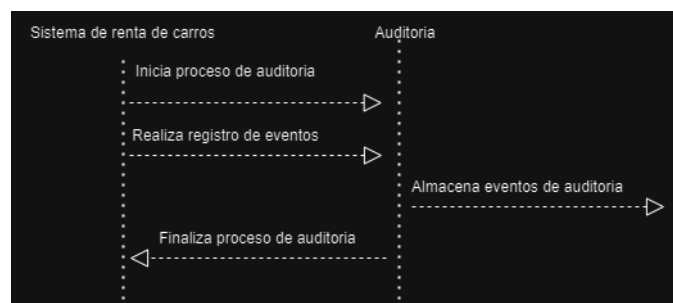 Sistema de renta de carros
Auditoria
Inicia proceso de auditoria
Realiza registro de eventos
Almacena eventos de auditoria
Finaliza proceso de auditoria